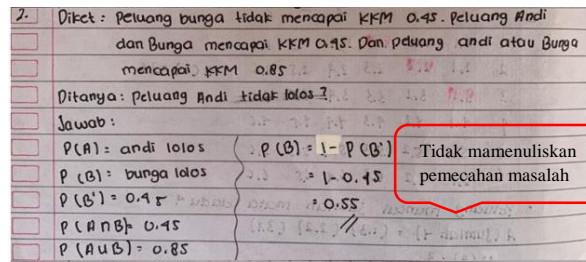 2. Diket : Peluang bunga tidak mencapai KKM 0.45. Peluang Andi
dan Bunga mencapai KKM 0.45. Dan peluang andi atau Bunga
mencapai KKM 0.85
Ditanya : Peluang Andi tidak lolos ?
Jawab :
P(A) = andi lolos
P (B) = bunga lolos
P (B') = 0.45
P (A ∩ B) = 0.45
P (A ∪ B) = 0.85
P (B) = 1 - P (B')
= 1 - 0.45
= 0.55 //
Tidak mamenuliskan
pemecahan masalah